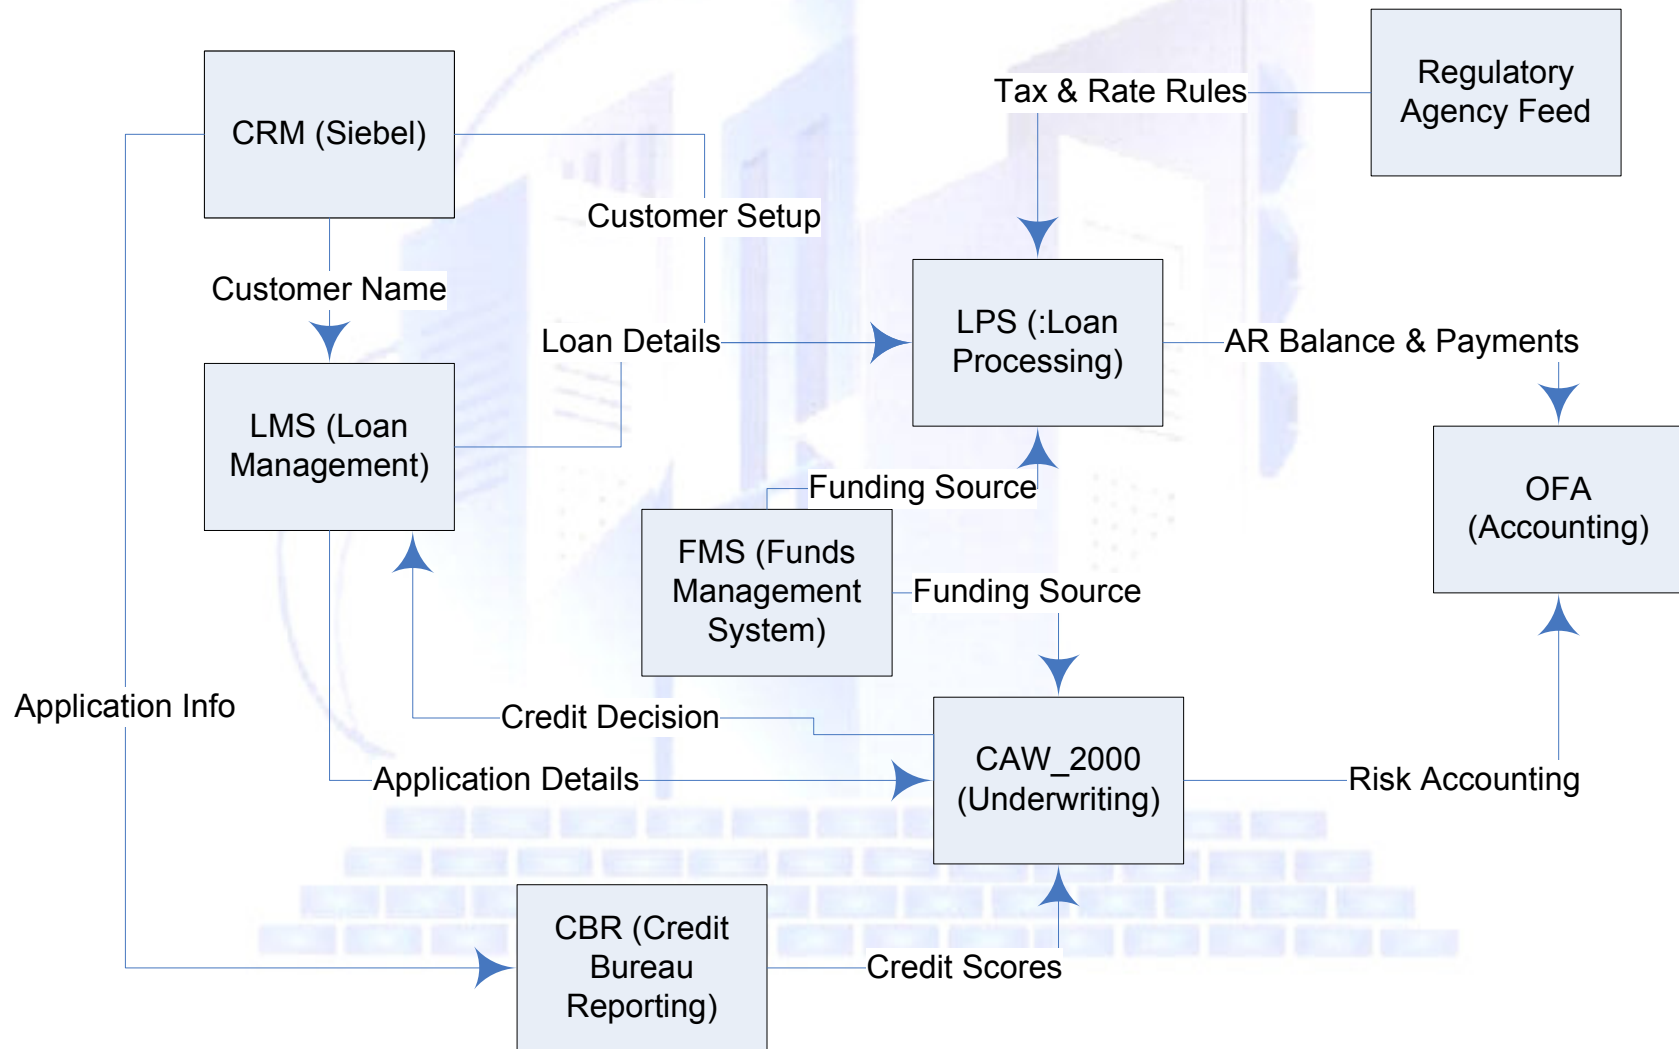 Regulatory
Agency Feed
Tax & Rate Rules
CRM (Siebel)
Customer Setup
Customer Name
LPS (:Loan
Processing)
Loan Details
AR Balance & Payments
LMS (Loan
Management)
Funding Source
OFA
(Accounting)
FMS (Funds
Management
System)
Funding Source
Application Info
Credit Decision
CAW_2000
(Underwriting)
Application Details
Risk Accounting
CBR (Credit
Bureau
Reporting)
Credit Scores